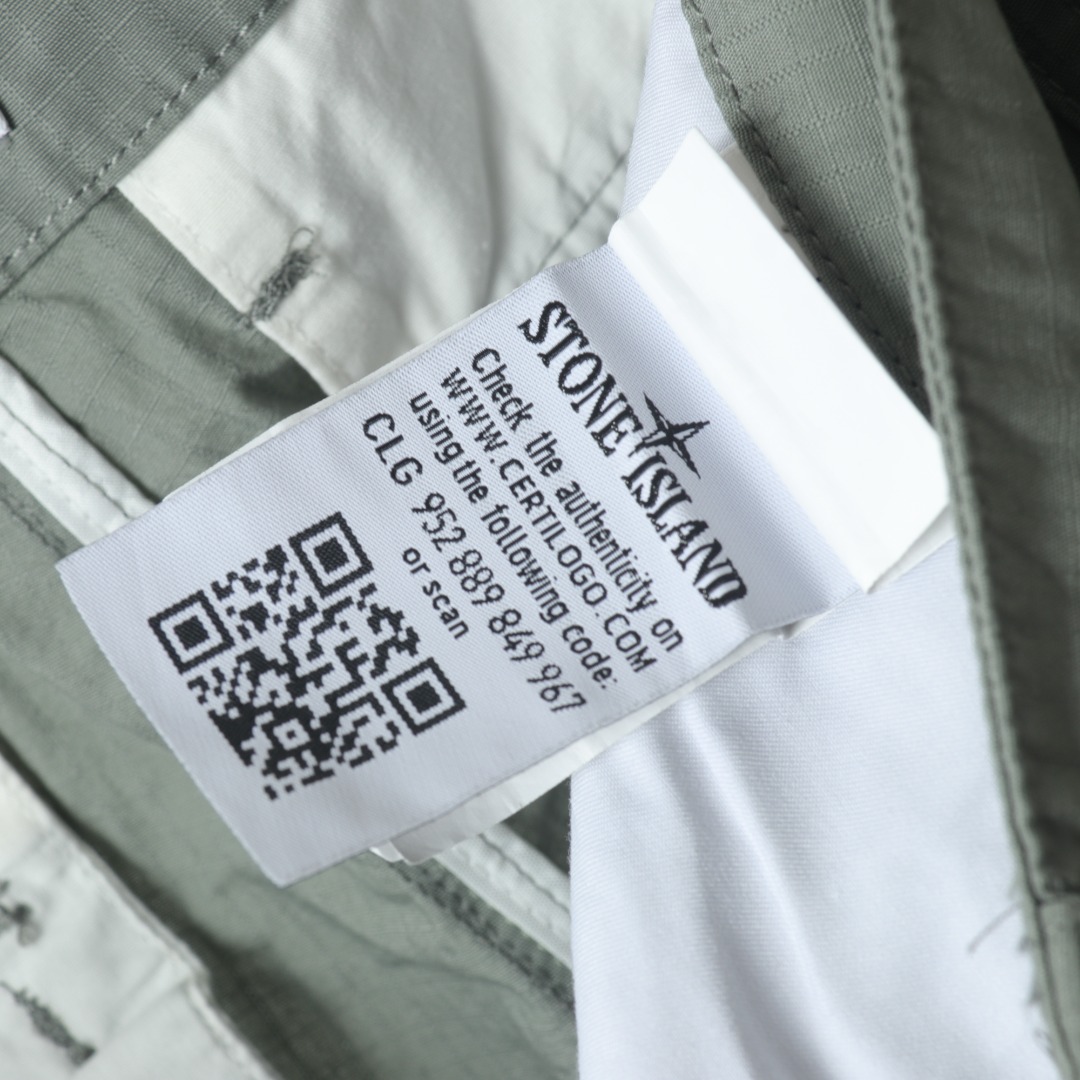 STONE ISLAND
Check the authenticity on
WWW.CERTILOGO.COM
using the following code:
CLG 952 889 849 967
or scan